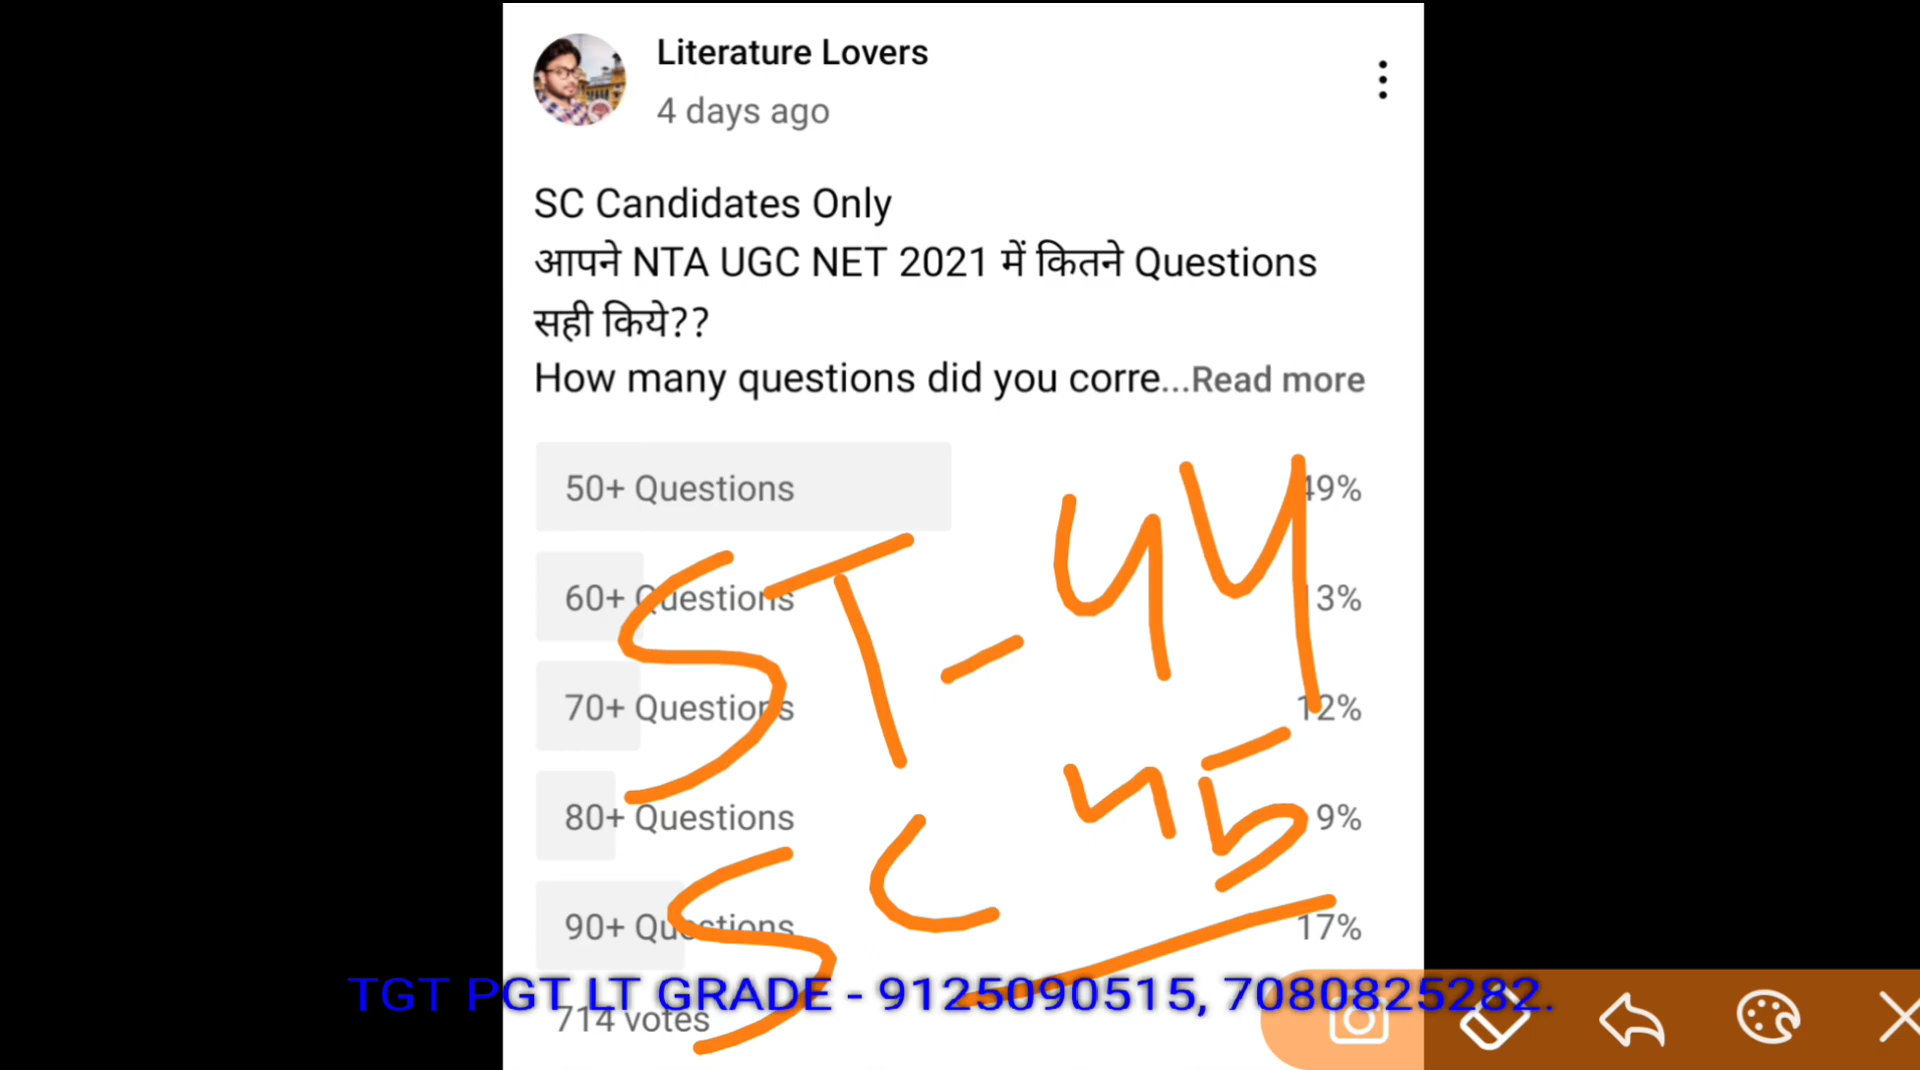 Literature Lovers
4 days ago
SC Candidates Only
आपने NTA UGC NET 2021 में कितने Questions
सही किये??
How many questions did you corre...Read more
50+ Questions 49%
60+ Questions 13%
70+ Questions 12%
80+ Questions 9%
90+ Questions 17%
ST - 44
SC 45
TGT PGT LT GRADE - 9125090515, 7080825282.
714 votes